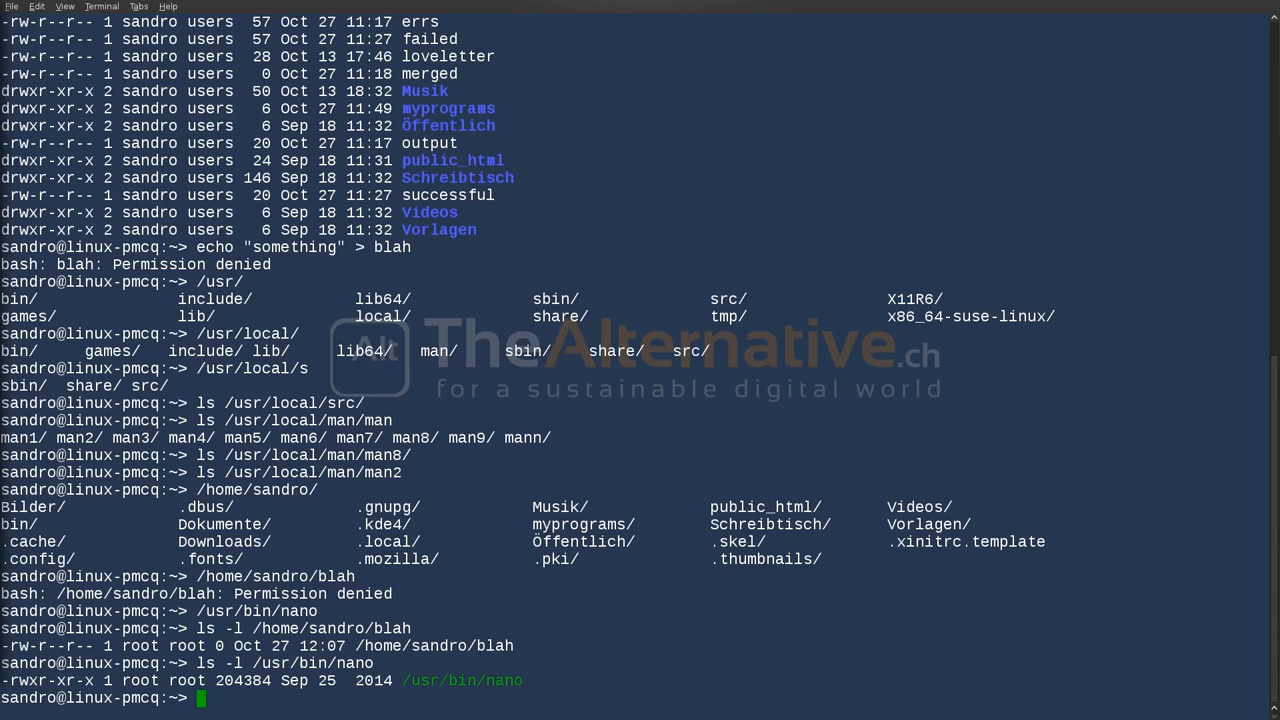 File Edit View Terminal Tabs Help
-rw-r--r-- 1 sandro users  57 Oct 27 11:17 errs
-rw-r--r-- 1 sandro users  57 Oct 27 11:27 failed
-rw-r--r-- 1 sandro users  28 Oct 13 17:46 loveletter
-rw-r--r-- 1 sandro users   0 Oct 27 11:18 merged
drwxr-xr-x 2 sandro users  50 Oct 13 18:32 Musik
drwxr-xr-x 2 sandro users   6 Oct 27 11:49 myprograms
drwxr-xr-x 2 sandro users   6 Sep 18 11:32 Öffentlich
-rw-r--r-- 1 sandro users  20 Oct 27 11:17 output
drwxr-xr-x 2 sandro users  24 Sep 18 11:31 public_html
drwxr-xr-x 2 sandro users 146 Sep 18 11:32 Schreibtisch
-rw-r--r-- 1 sandro users  20 Oct 27 11:27 successful
drwxr-xr-x 2 sandro users   6 Sep 18 11:32 Videos
drwxr-xr-x 2 sandro users   6 Sep 18 11:32 Vorlagen
sandro@linux-pmcq:~> echo "something" > blah
bash: blah: Permission denied
sandro@linux-pmcq:~> /usr/
bin/ include/ lib64/ sbin/ src/ X11R6/
games/ lib/ local/ share/ tmp/ x86_64-suse-linux/
sandro@linux-pmcq:~> /usr/local/
bin/ games/ include/ lib/ lib64/ man/ sbin/ share/ src/
Alt TheAlternative.ch
for a sustainable digital world
sandro@linux-pmcq:~> /usr/local/s
sbin/ share/ src/
sandro@linux-pmcq:~> ls /usr/local/src/
sandro@linux-pmcq:~> ls /usr/local/man/man
man1/ man2/ man3/ man4/ man5/ man6/ man7/ man8/ man9/ mann/
sandro@linux-pmcq:~> ls /usr/local/man/man8/
sandro@linux-pmcq:~> ls /usr/local/man/man2
sandro@linux-pmcq:~> /home/sandro/
Bilder/ .dbus/ .gnupg/ Musik/ public_html/ Videos/
bin/ Dokumente/ .kde4/ myprograms/ Schreibtisch/ Vorlagen/
.cache/ Downloads/ .local/ Öffentlich/ .skel/ .xinitrc.template
.config/ .fonts/ .mozilla/ .pki/ .thumbnails/
sandro@linux-pmcq:~> /home/sandro/blah
bash: /home/sandro/blah: Permission denied
sandro@linux-pmcq:~> /usr/bin/nano
sandro@linux-pmcq:~> ls -l /home/sandro/blah
-rw-r--r-- 1 root root 0 Oct 27 12:07 /home/sandro/blah
sandro@linux-pmcq:~> ls -l /usr/bin/nano
-rwxr-xr-x 1 root root 204384 Sep 25  2014 /usr/bin/nano
sandro@linux-pmcq:~>